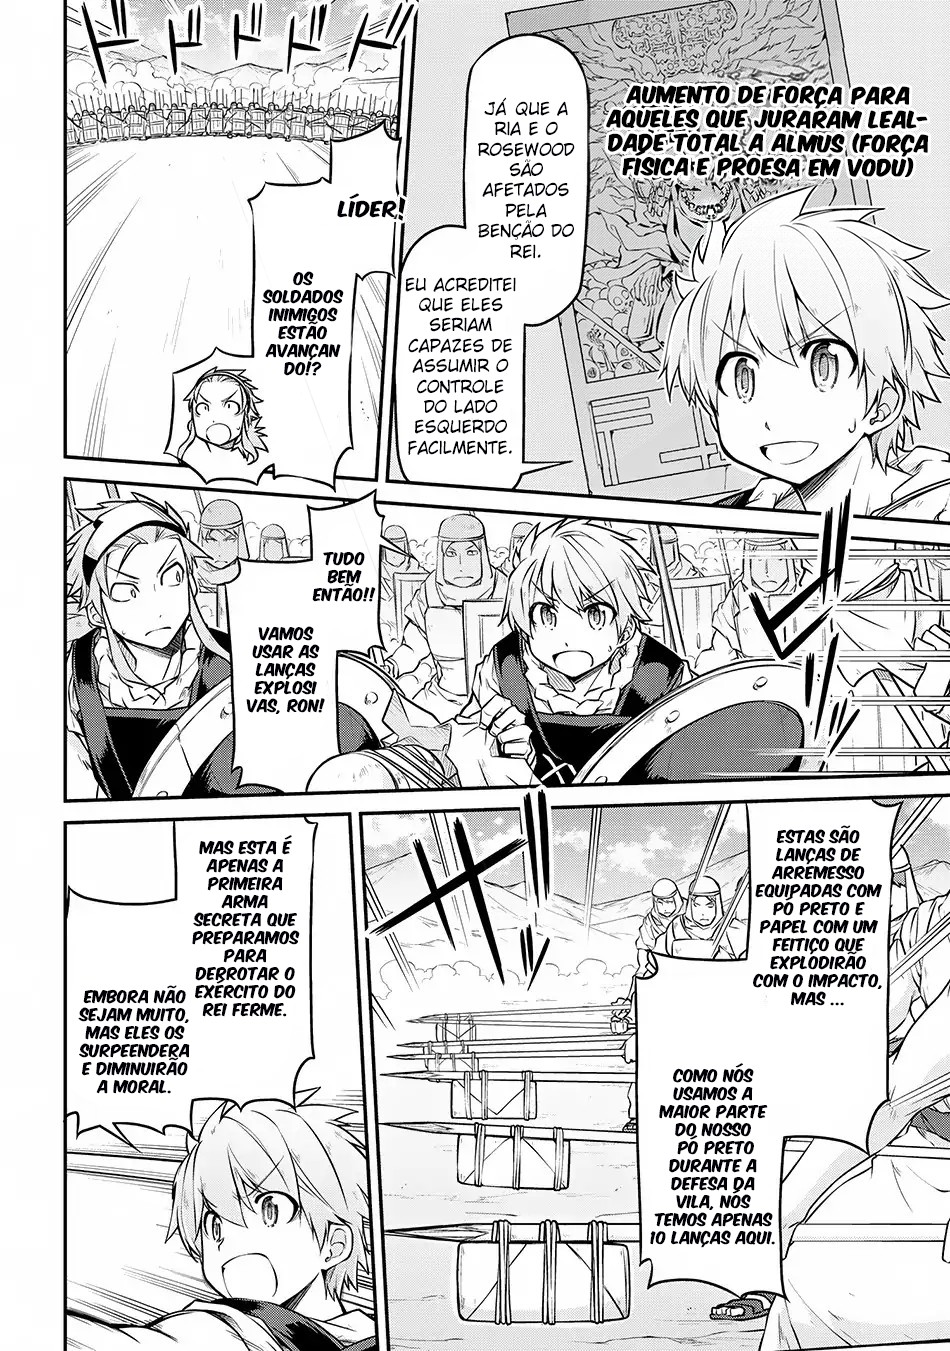 AUMENTO DE FORÇA PARA
AQUELES QUE JURARAM LEAL-
DADE TOTAL A ALMUS (FORÇA
FISICA E PROESA EM VODU)
JÁ QUE A
RIA E O
ROSEWOOD
SÃO
AFETADOS
PELA
BENÇÃO DO
REI.
EU ACREDITEI
QUE ELES
SERIAM
CAPAZES DE
ASSUMIR O
CONTROLE
DO LADO
ESQUERDO
FACILMENTE.
ドドドド
LÍDER!
OS
SOLDADOS
INIMIGOS
ESTÃO
AVANÇAN
DO!?
TUDO
BEM
ENTÃO!!
VAMOS
USAR AS
LANÇAS
EXPLOSI
VAS, RON!
ESTAS SÃO
LANÇAS DE
ARREMESSO
EQUIPADAS COM
PÓ PRETO E
PAPEL COM UM
FEITIÇO QUE
EXPLODIRÃO
COM O IMPACTO,
MAS ...
COMO NÓS
USAMOS A
MAIOR PARTE
DO NOSSO
PÓ PRETO
DURANTE A
DEFESA DA
VILA, NÓS
TEMOS APENAS
10 LANÇAS AQUI.
MAS ESTA É
APENAS A
PRIMEIRA
ARMA
SECRETA QUE
PREPARAMOS
PARA
DERROTAR O
EXÉRCITO DO
REI FERME.
EMBORA NÃO
SEJAM MUITO,
MAS ELES OS
SURPEENDERA
E DIMINUIRÃO
A MORAL.